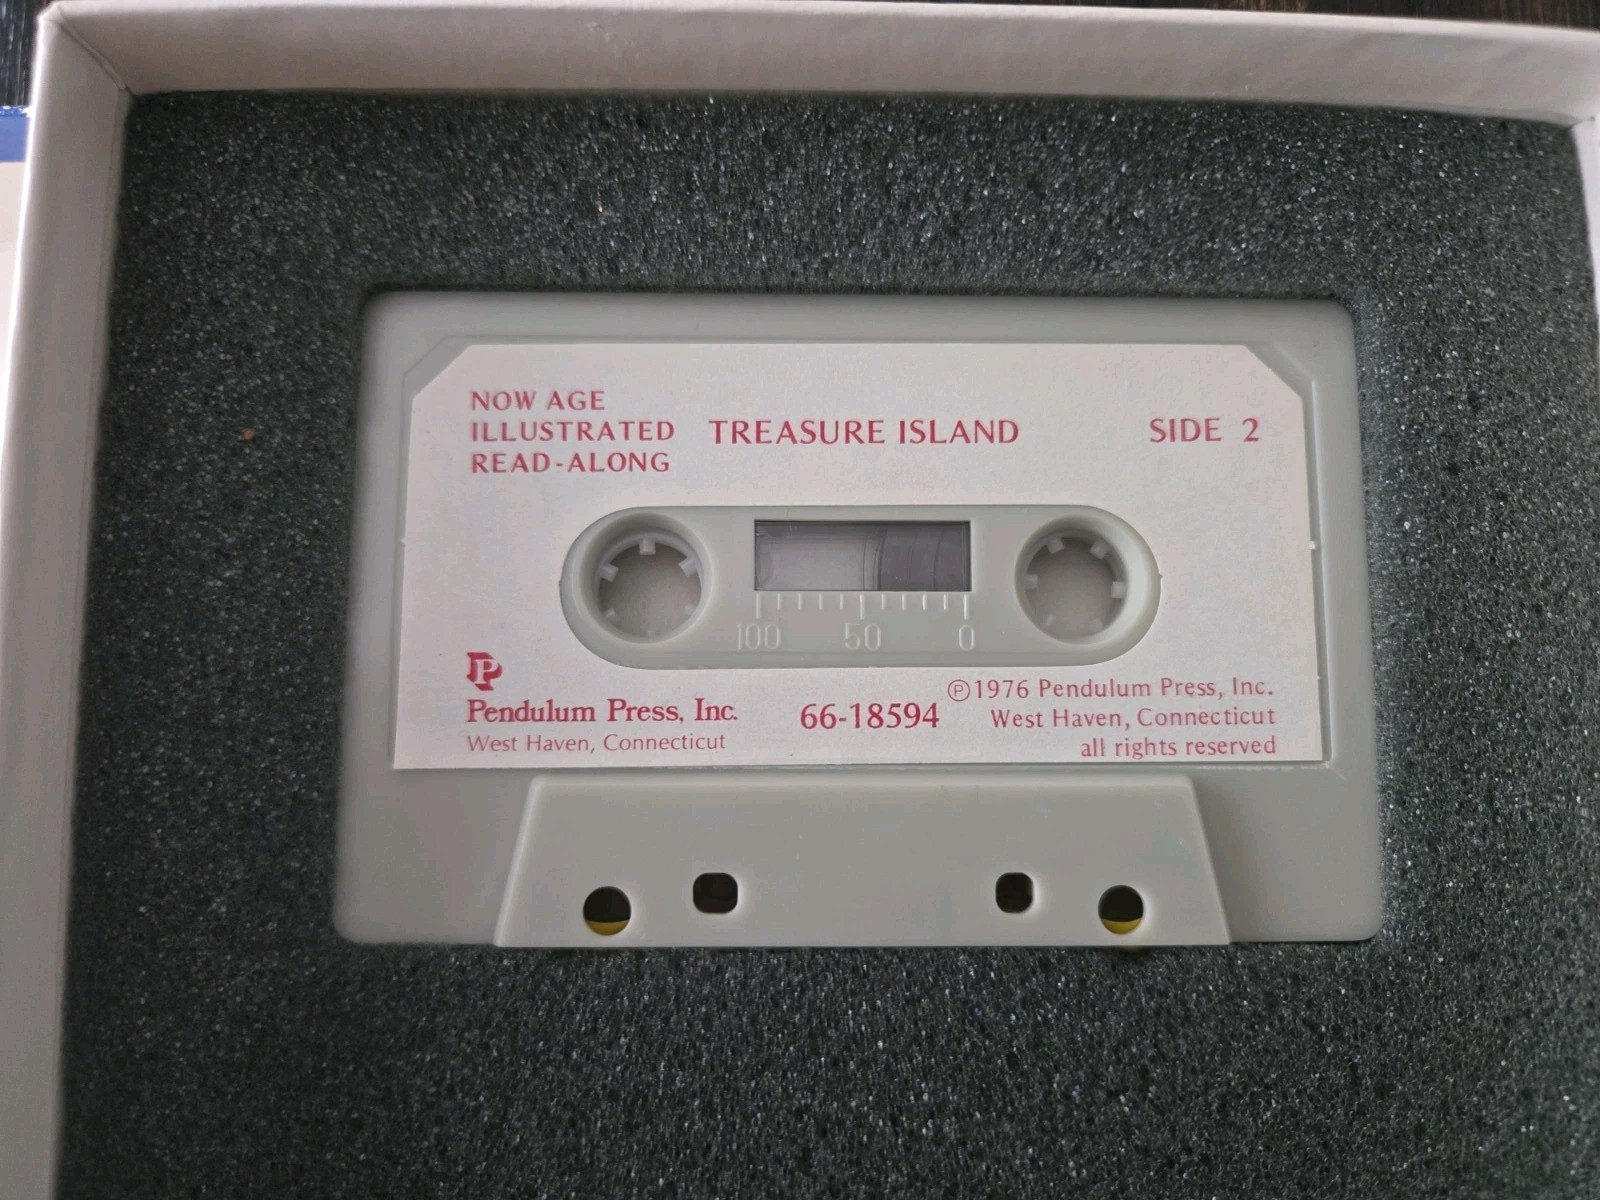 NOW AGE
ILLUSTRATED
READ-ALONG
TREASURE ISLAND
SIDE 2
100 50 0
P
Pendulum Press, Inc.
West Haven, Connecticut
66-18594
℗1976 Pendulum Press, Inc.
West Haven, Connecticut
all rights reserved